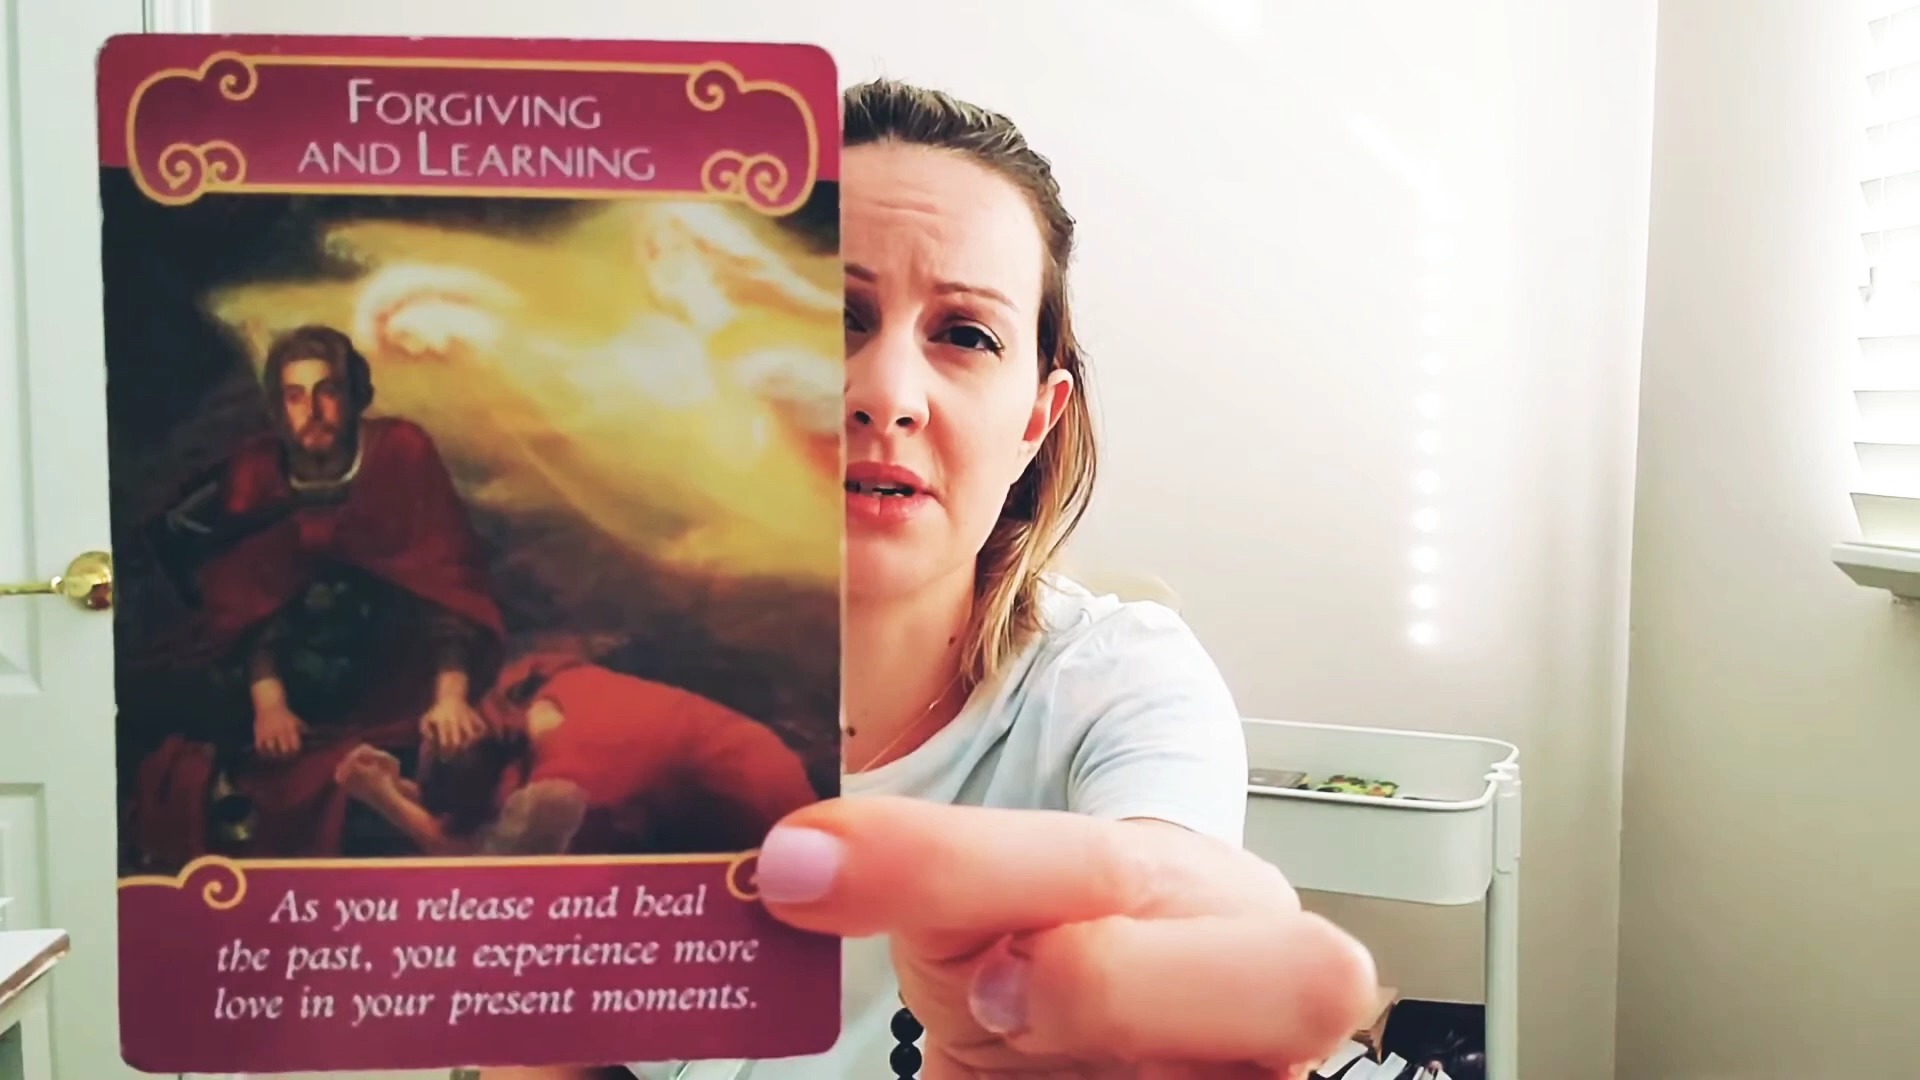 FORGIVING
AND LEARNING
As you release and heal
the past, you experience more
love in your present moments.